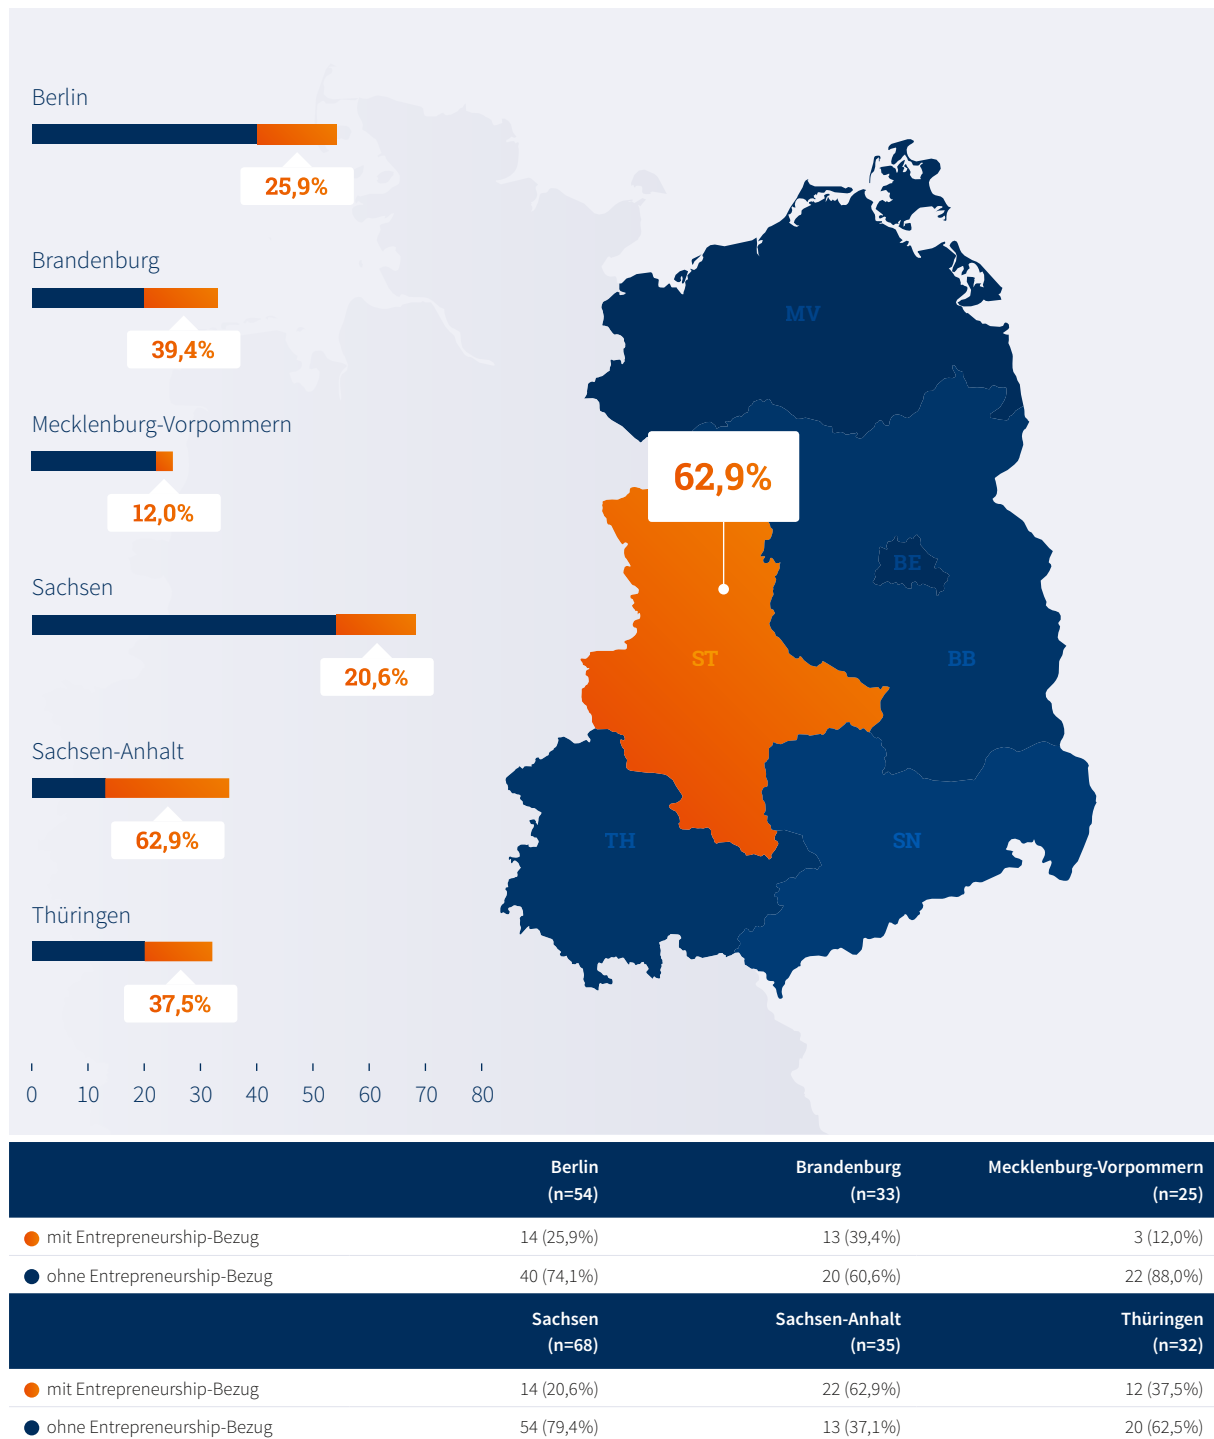 Berlin
25,9%
Brandenburg
39,4%
Mecklenburg-Vorpommern
12,0%
Sachsen
20,6%
Sachsen-Anhalt
62,9%
Thüringen
37,5%
0 10 20 30 40 50 60 70 80
MV
62,9%
BE
ST
BB
TH
SN
Berlin Brandenburg Mecklenburg-Vorpommern
(n=54) (n=33) (n=25)
mit Entrepreneurship-Bezug 14 (25,9%) 13 (39,4%) 3 (12,0%)
ohne Entrepreneurship-Bezug 40 (74,1%) 20 (60,6%) 22 (88,0%)
Sachsen Sachsen-Anhalt Thüringen
(n=68) (n=35) (n=32)
mit Entrepreneurship-Bezug 14 (20,6%) 22 (62,9%) 12 (37,5%)
ohne Entrepreneurship-Bezug 54 (79,4%) 13 (37,1%) 20 (62,5%)